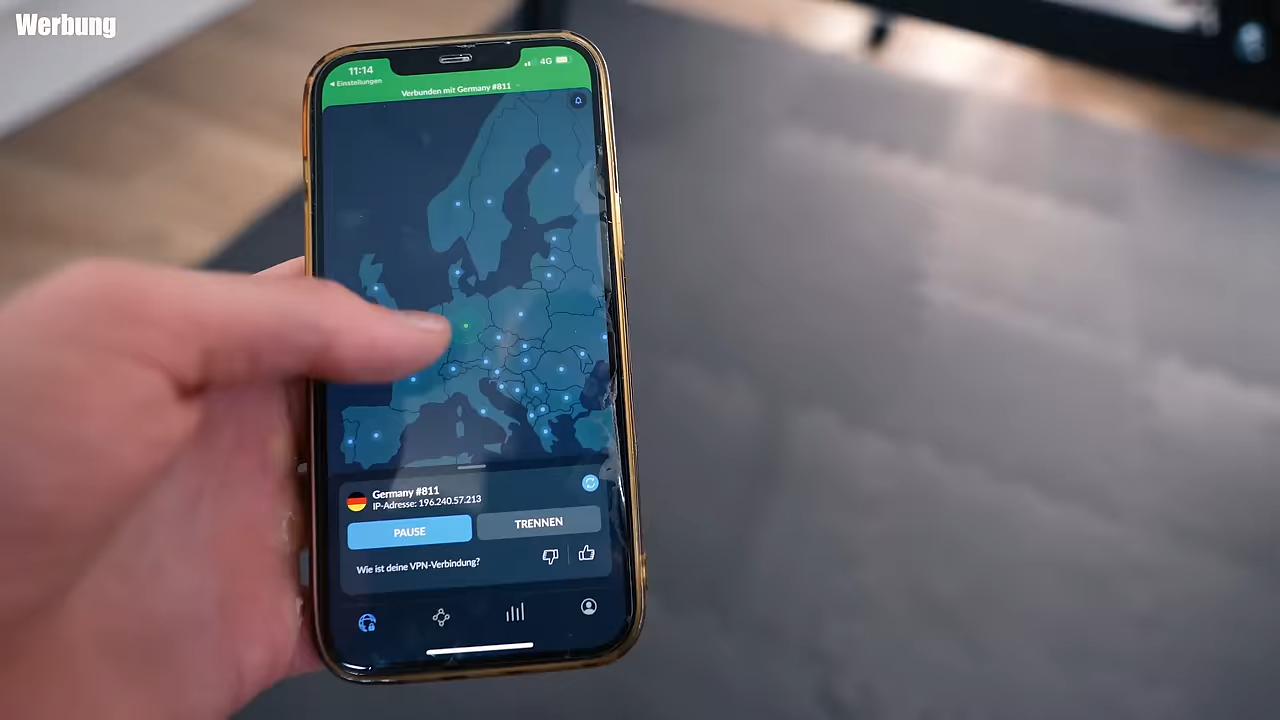 Werbung
11:14
4G
Einstellungen
Verbunden mit Germany #811
Germany #811
IP-Adresse: 196.240.57.213
PAUSE
TRENNEN
Wie ist deine VPN-Verbindung?